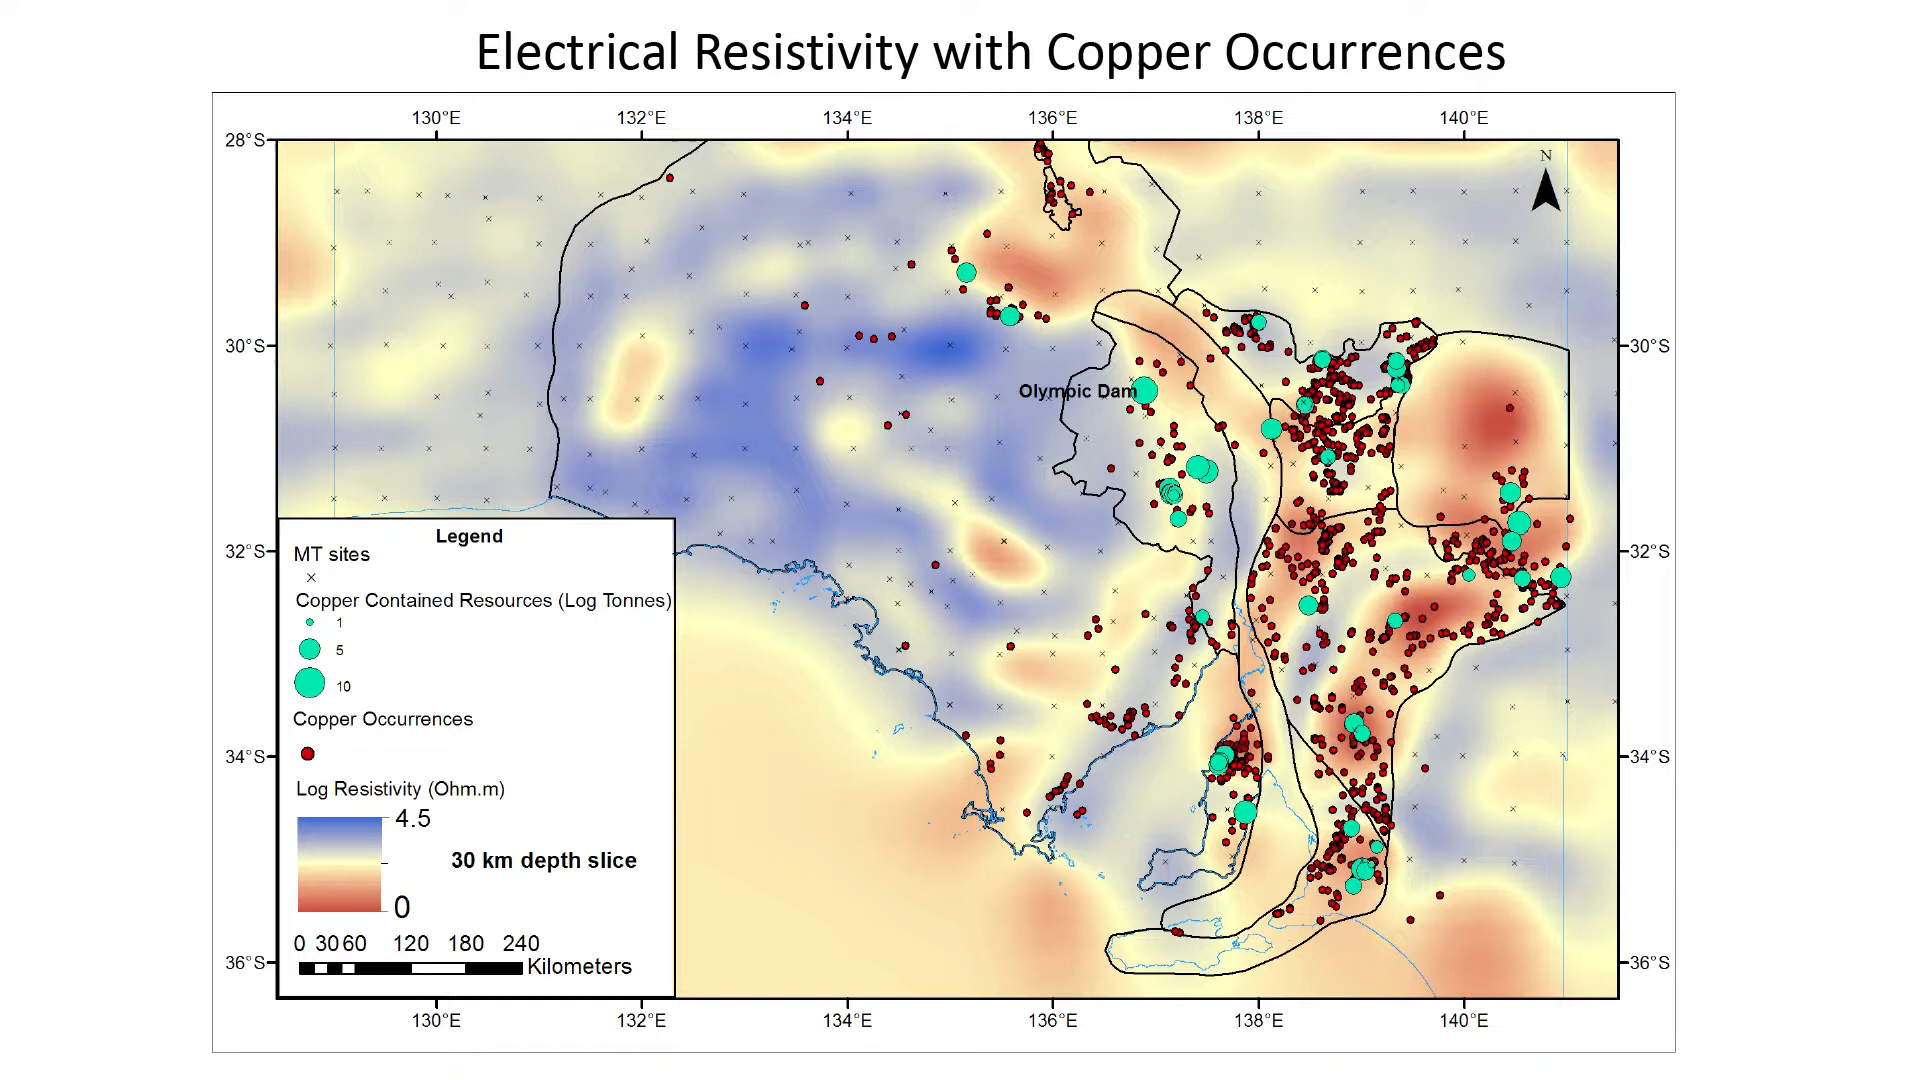 Electrical Resistivity with Copper Occurrences
130°E 132°E 134°E 136°E 138°E 140°E
28°S
N
30°S 30°S
Olympic Dam
32°S 32°S
34°S 34°S
36°S 36°S
Legend
MT sites
Copper Contained Resources (Log Tonnes)
1
5
10
Copper Occurrences
Log Resistivity (Ohm.m)
4.5
30 km depth slice
0
0 30 60 120 180 240
Kilometers
130°E 132°E 134°E 136°E 138°E 140°E